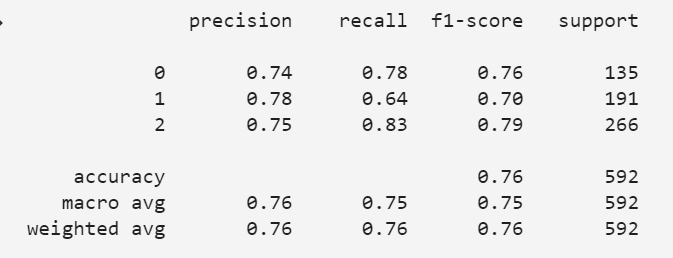 precision recall f1-score support
0 0.74 0.78 0.76 135
1 0.78 0.64 0.70 191
2 0.75 0.83 0.79 266
accuracy 0.76 592
macro avg 0.76 0.75 0.75 592
weighted avg 0.76 0.76 0.76 592